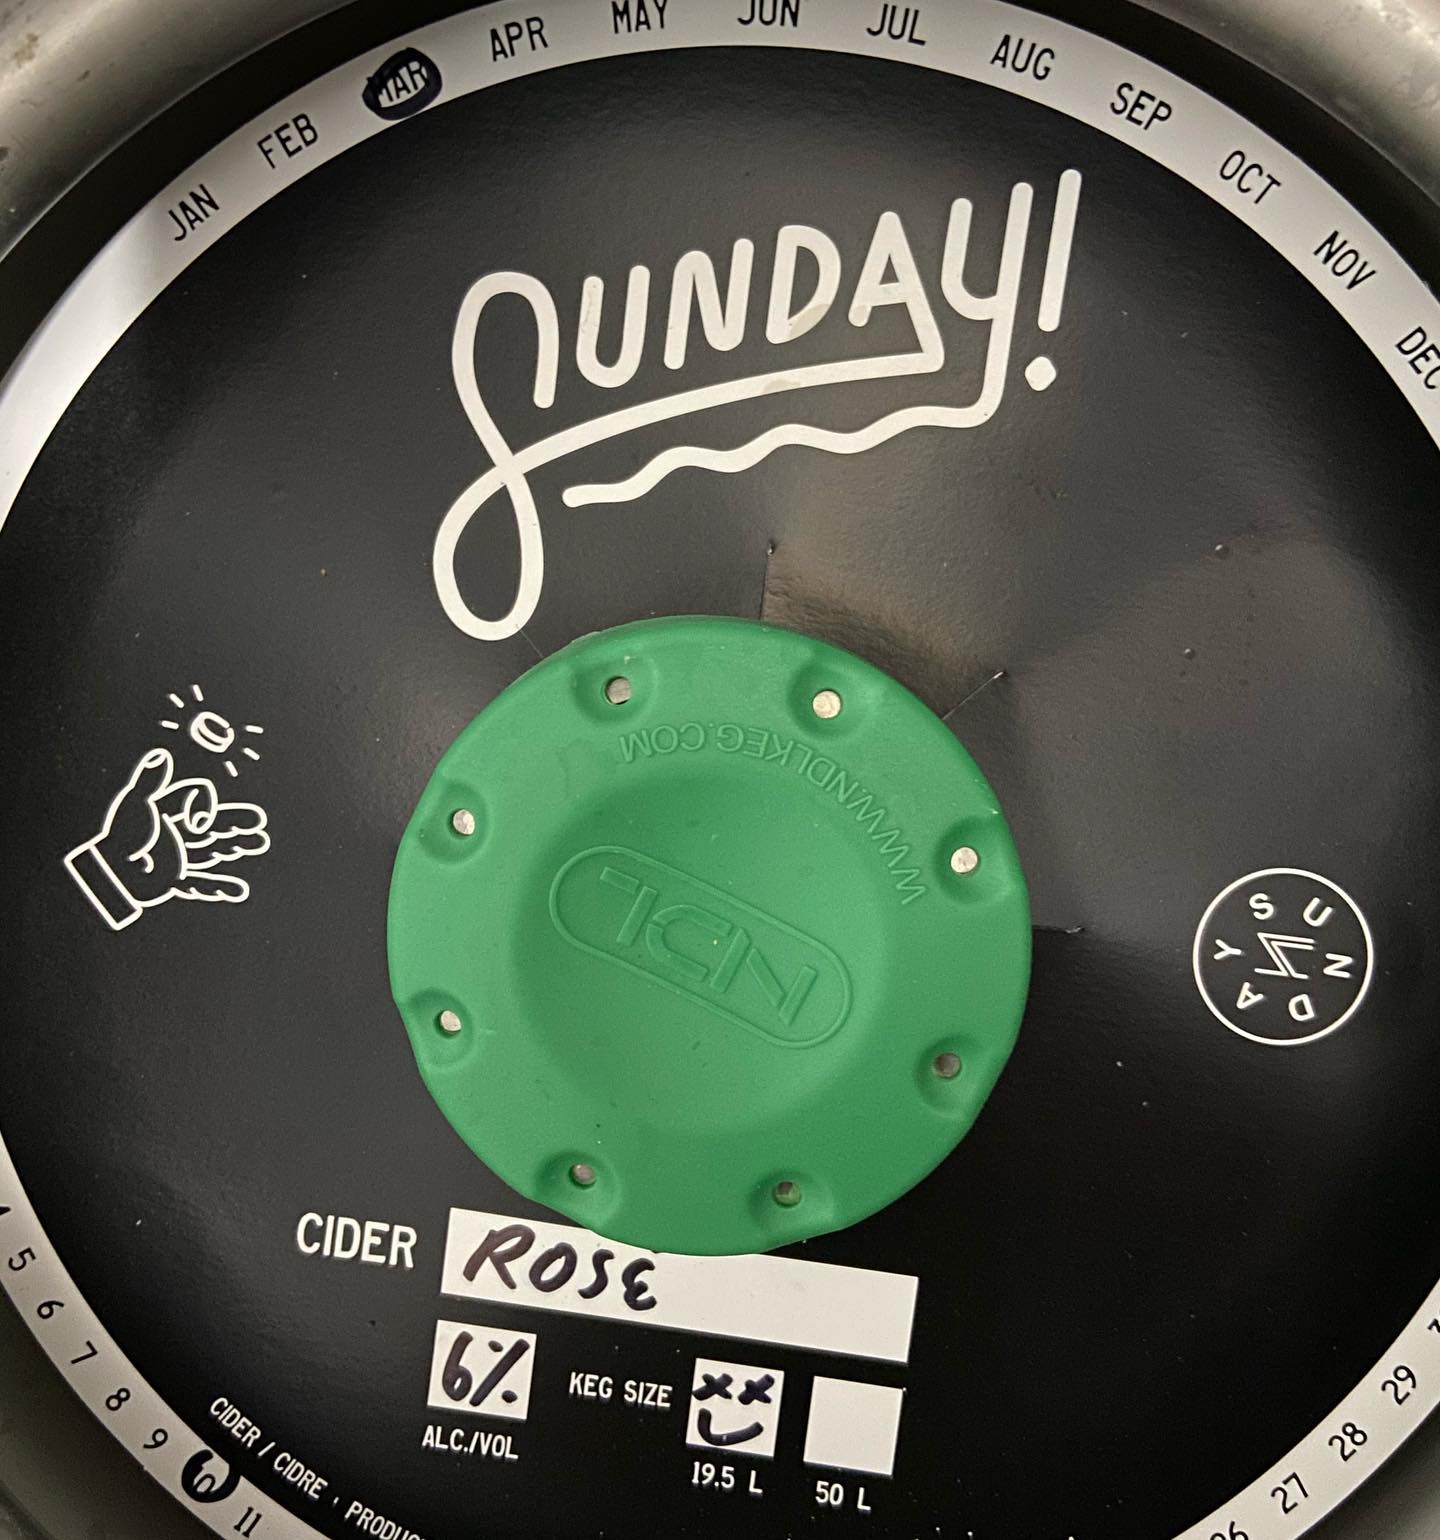 JAN FEB MAR APR MAY JUN JUL AUG SEP OCT NOV DEC
SUNDAY!
WWW.NDLKEG.COM
NDL
SUNDAY
CIDER ROSE
6%
ALC./VOL
KEG SIZE
19.5 L
50 L
CIDER / CIDRE
5 6 7 8 9 11
27 28 29